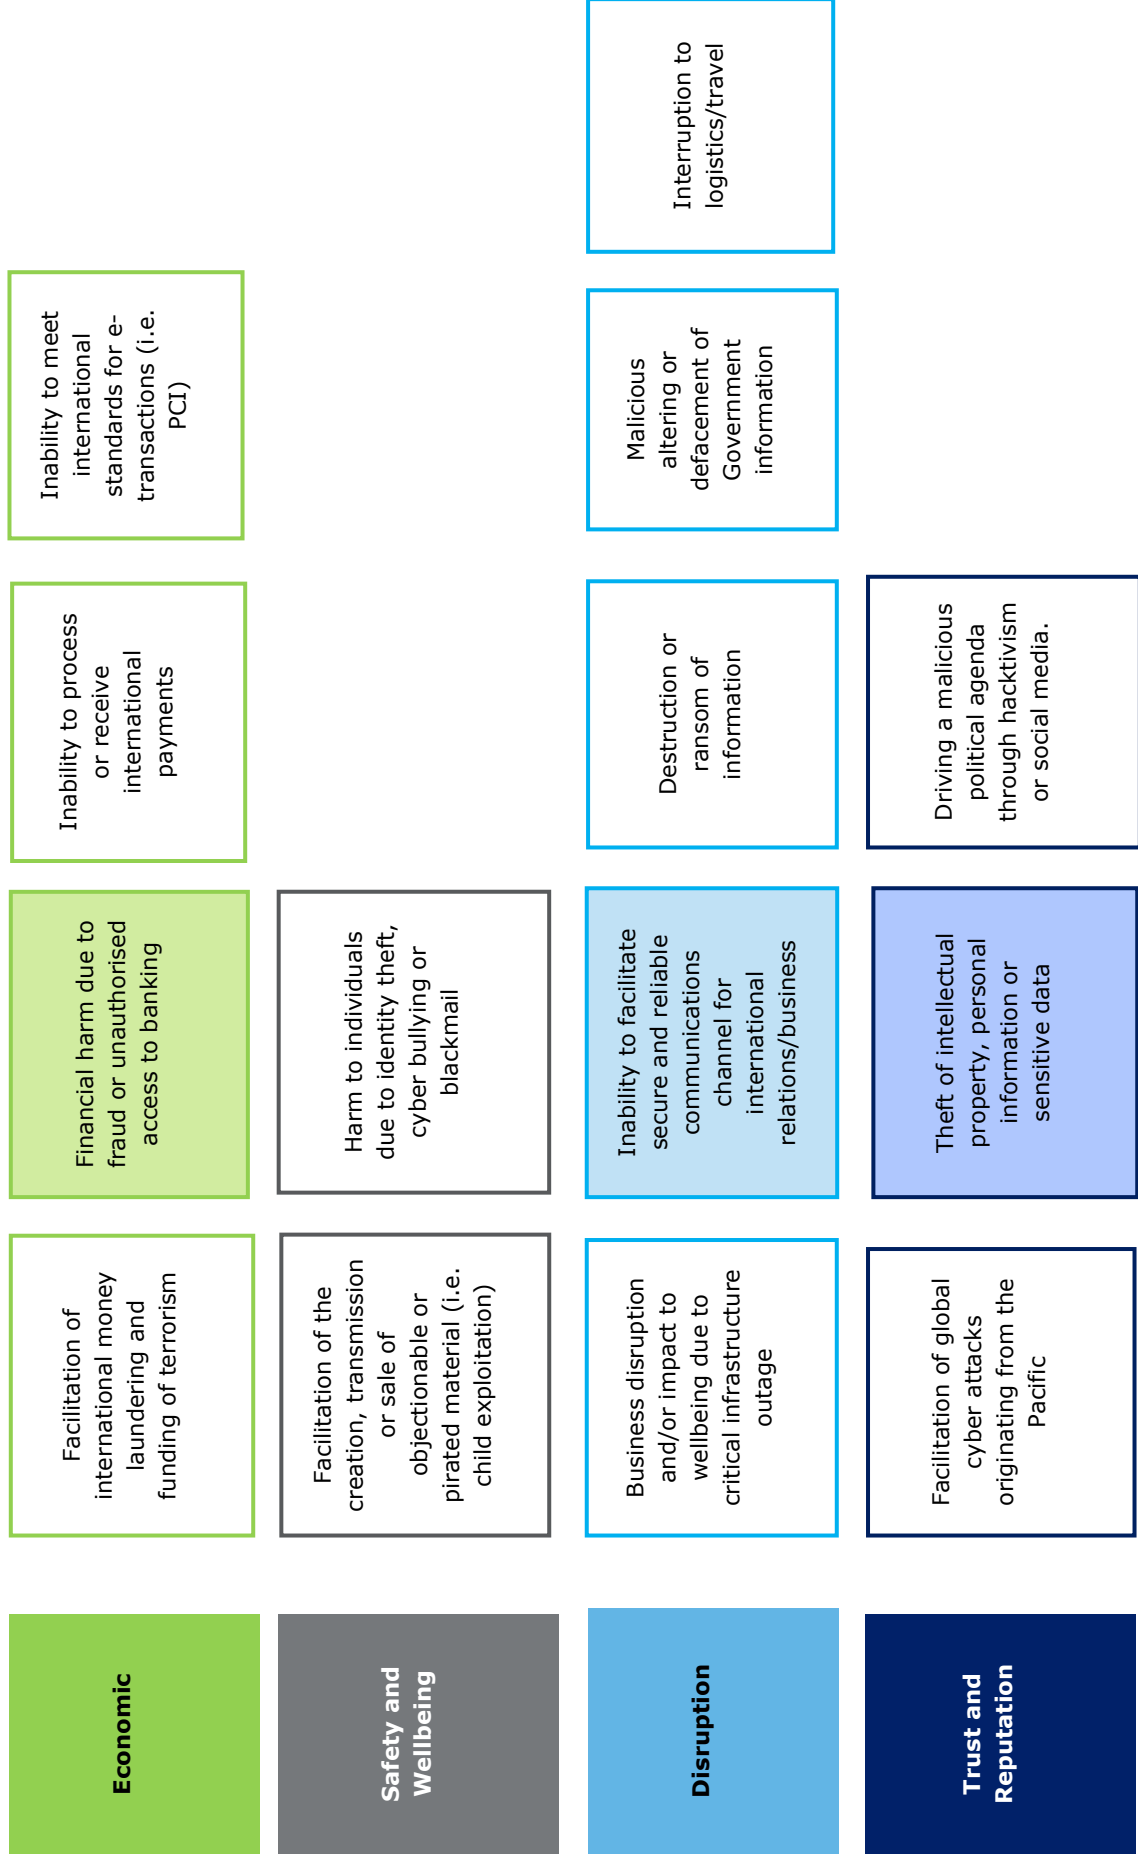 Economic
Facilitation of
international money
laundering and
funding of terrorism
Financial harm due to
fraud or unauthorised
access to banking
Inability to process
or receive
international
payments
Inability to meet
international
standards for e-
transactions (i.e.
PCI)
Safety and
Wellbeing
Facilitation of the
creation, transmission
or sale of
objectionable or
pirated material (i.e.
child exploitation)
Harm to individuals
due to identity theft,
cyber bullying or
blackmail
Disruption
Business disruption
and/or impact to
wellbeing due to
critical infrastructure
outage
Inability to facilitate
secure and reliable
communications
channel for
international
relations/business
Destruction or
ransom of
information
Malicious
altering or
defacement of
Government
information
Interruption to
logistics/travel
Trust and
Reputation
Facilitation of global
cyber attacks
originating from the
Pacific
Theft of intellectual
property, personal
information or
sensitive data
Driving a malicious
political agenda
through hacktivism
or social media.